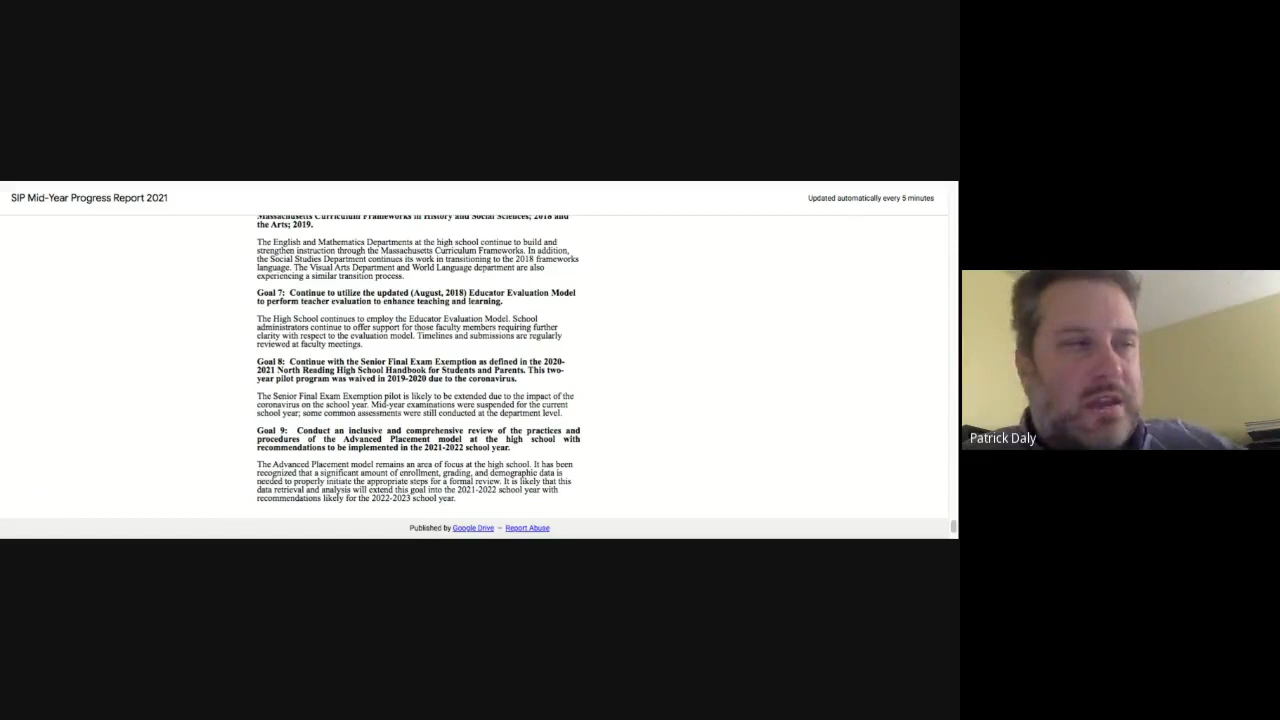 SIP Mid-Year Progress Report 2021
Updated automatically every 5 minutes
Massachusetts Curriculum Frameworks in History and Social Sciences; 2018 and
the Arts; 2019.
The English and Mathematics Departments at the high school continue to build and
strengthen instruction through the Massachusetts Curriculum Frameworks. In addition,
the Social Studies Department continues its work in transitioning to the 2018 frameworks
language. The Visual Arts Department and World Language department are also
experiencing a similar transition process.
Goal 7: Continue to utilize the updated (August, 2018) Educator Evaluation Model
to perform teacher evaluation to enhance teaching and learning.
The High School continues to employ the Educator Evaluation Model. School
administrators continue to offer support for those faculty members requiring further
clarity with respect to the evaluation model. Timelines and submissions are regularly
reviewed at faculty meetings.
Goal 8: Continue with the Senior Final Exam Exemption as defined in the 2020-
2021 North Reading High School Handbook for Students and Parents. This two-
year pilot program was waived in 2019-2020 due to the coronavirus.
The Senior Final Exam Exemption pilot is likely to be extended due to the impact of the
coronavirus on the school year. Mid-year examinations were suspended for the current
school year; some common assessments were still conducted at the department level.
Goal 9: Conduct an inclusive and comprehensive review of the practices and
procedures of the Advanced Placement model at the high school with
recommendations to be implemented in the 2021-2022 school year.
The Advanced Placement model remains an area of focus at the high school. It has been
recognized that a significant amount of enrollment, grading, and demographic data is
needed to properly initiate the appropriate steps for a formal review. It is likely that this
data retrieval and analysis will extend this goal into the 2021-2022 school year with
recommendations likely for the 2022-2023 school year.
Published by Google Drive – Report Abuse
Patrick Daly